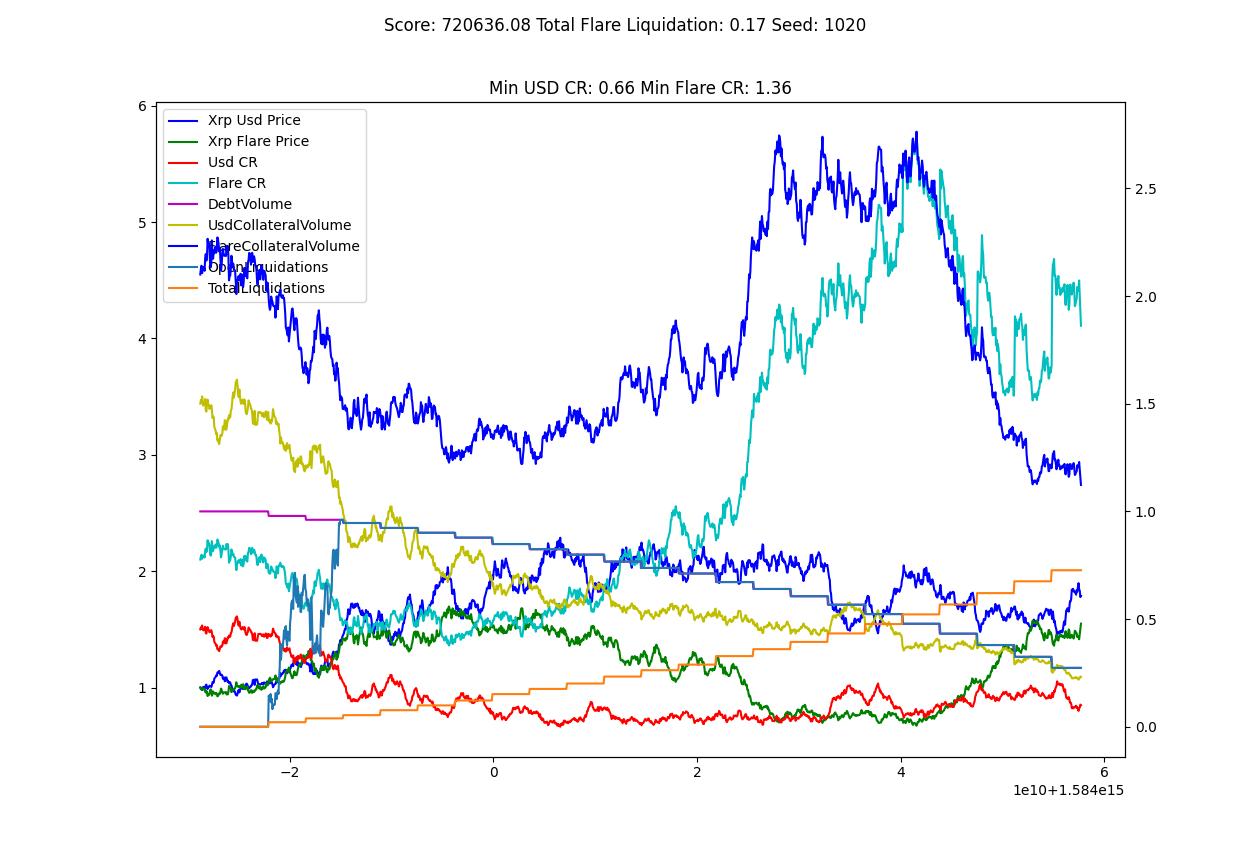 Score: 720636.08 Total Flare Liquidation: 0.17 Seed: 1020
Min USD CR: 0.66 Min Flare CR: 1.36
Xrp Usd Price
Xrp Flare Price
Usd CR
Flare CR
DebtVolume
UsdCollateralVolume
FlareCollateralVolume
OpenLiquidations
TotalLiquidations
6
5
4
3
2
1
2.5
2.0
1.5
1.0
0.5
0.0
−2 0 2 4 6
1e10+1.584e15